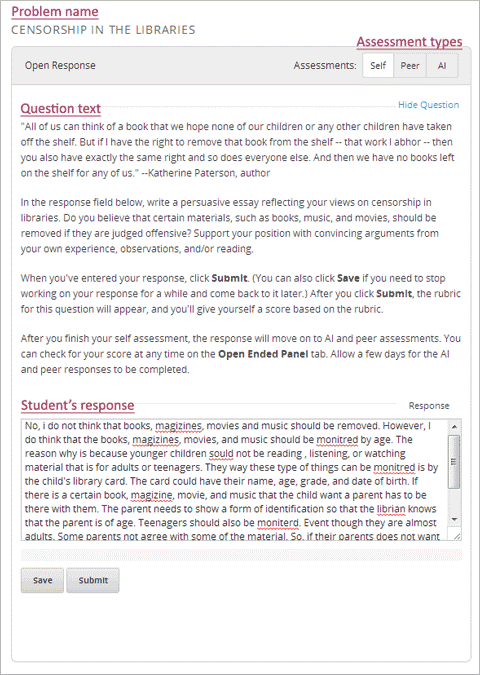 Problem name
CENSORSHIP IN THE LIBRARIES
Assessment types
Open Response Assessments: Self Peer AI
Question text
Hide Question
"All of us can think of a book that we hope none of our children or any other children have taken
off the shelf. But if I have the right to remove that book from the shelf -- that work I abhor -- then
you also have exactly the same right and so does everyone else. And then we have no books left
on the shelf for any of us." --Katherine Paterson, author
In the response field below, write a persuasive essay reflecting your views on censorship in
libraries. Do you believe that certain materials, such as books, music, and movies, should be
removed if they are judged offensive? Support your position with convincing arguments from
your own experience, observations, and/or reading.
When you've entered your response, click Submit. (You can also click Save if you need to stop
working on your response for a while and come back to it later.) After you click Submit, the rubric
for this question will appear, and you'll give yourself a score based on the rubric.
After you finish your self assessment, the response will move on to AI and peer assessments. You
can check for your score at any time on the Open Ended Panel tab. Allow a few days for the AI
and peer responses to be completed.
Student's response
Response
No, i do not think that books, magizines, movies and music should be removed. However, I
do think that the books, magizines, movies, and music should be monitred by age. The
reason why is because younger children sould not be reading , listening, or watching
material that is for adults or teenagers. They way these type of things can be monitred is by
the child's library card. The card could have their name, age, grade, and date of birth. If
there is a certain book, magizine, movie, and music that the child want a parent has to be
there with them. The parent needs to show a form of identification so that the librian knows
that the parent is of age. Teenagers should also be moniterd. Event though they are almost
adults. Some parents not agree with some of the material. So, if their parents does not want
Save Submit